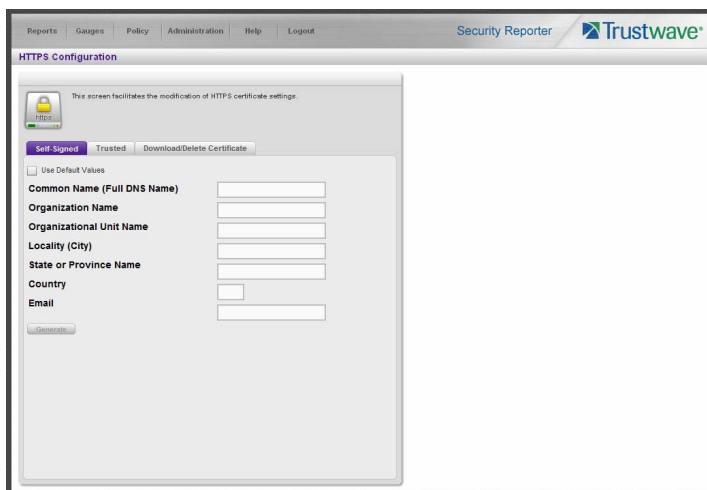 Reports Gauges Policy Administration Help Logout Security Reporter Trustwave®
HTTPS Configuration
This screen facilitates the modification of HTTPS certificate settings.
https
Self-Signed Trusted Download/Delete Certificate
Use Default Values
Common Name (Full DNS Name)
Organization Name
Organizational Unit Name
Locality (City)
State or Province Name
Country
Email
Generate